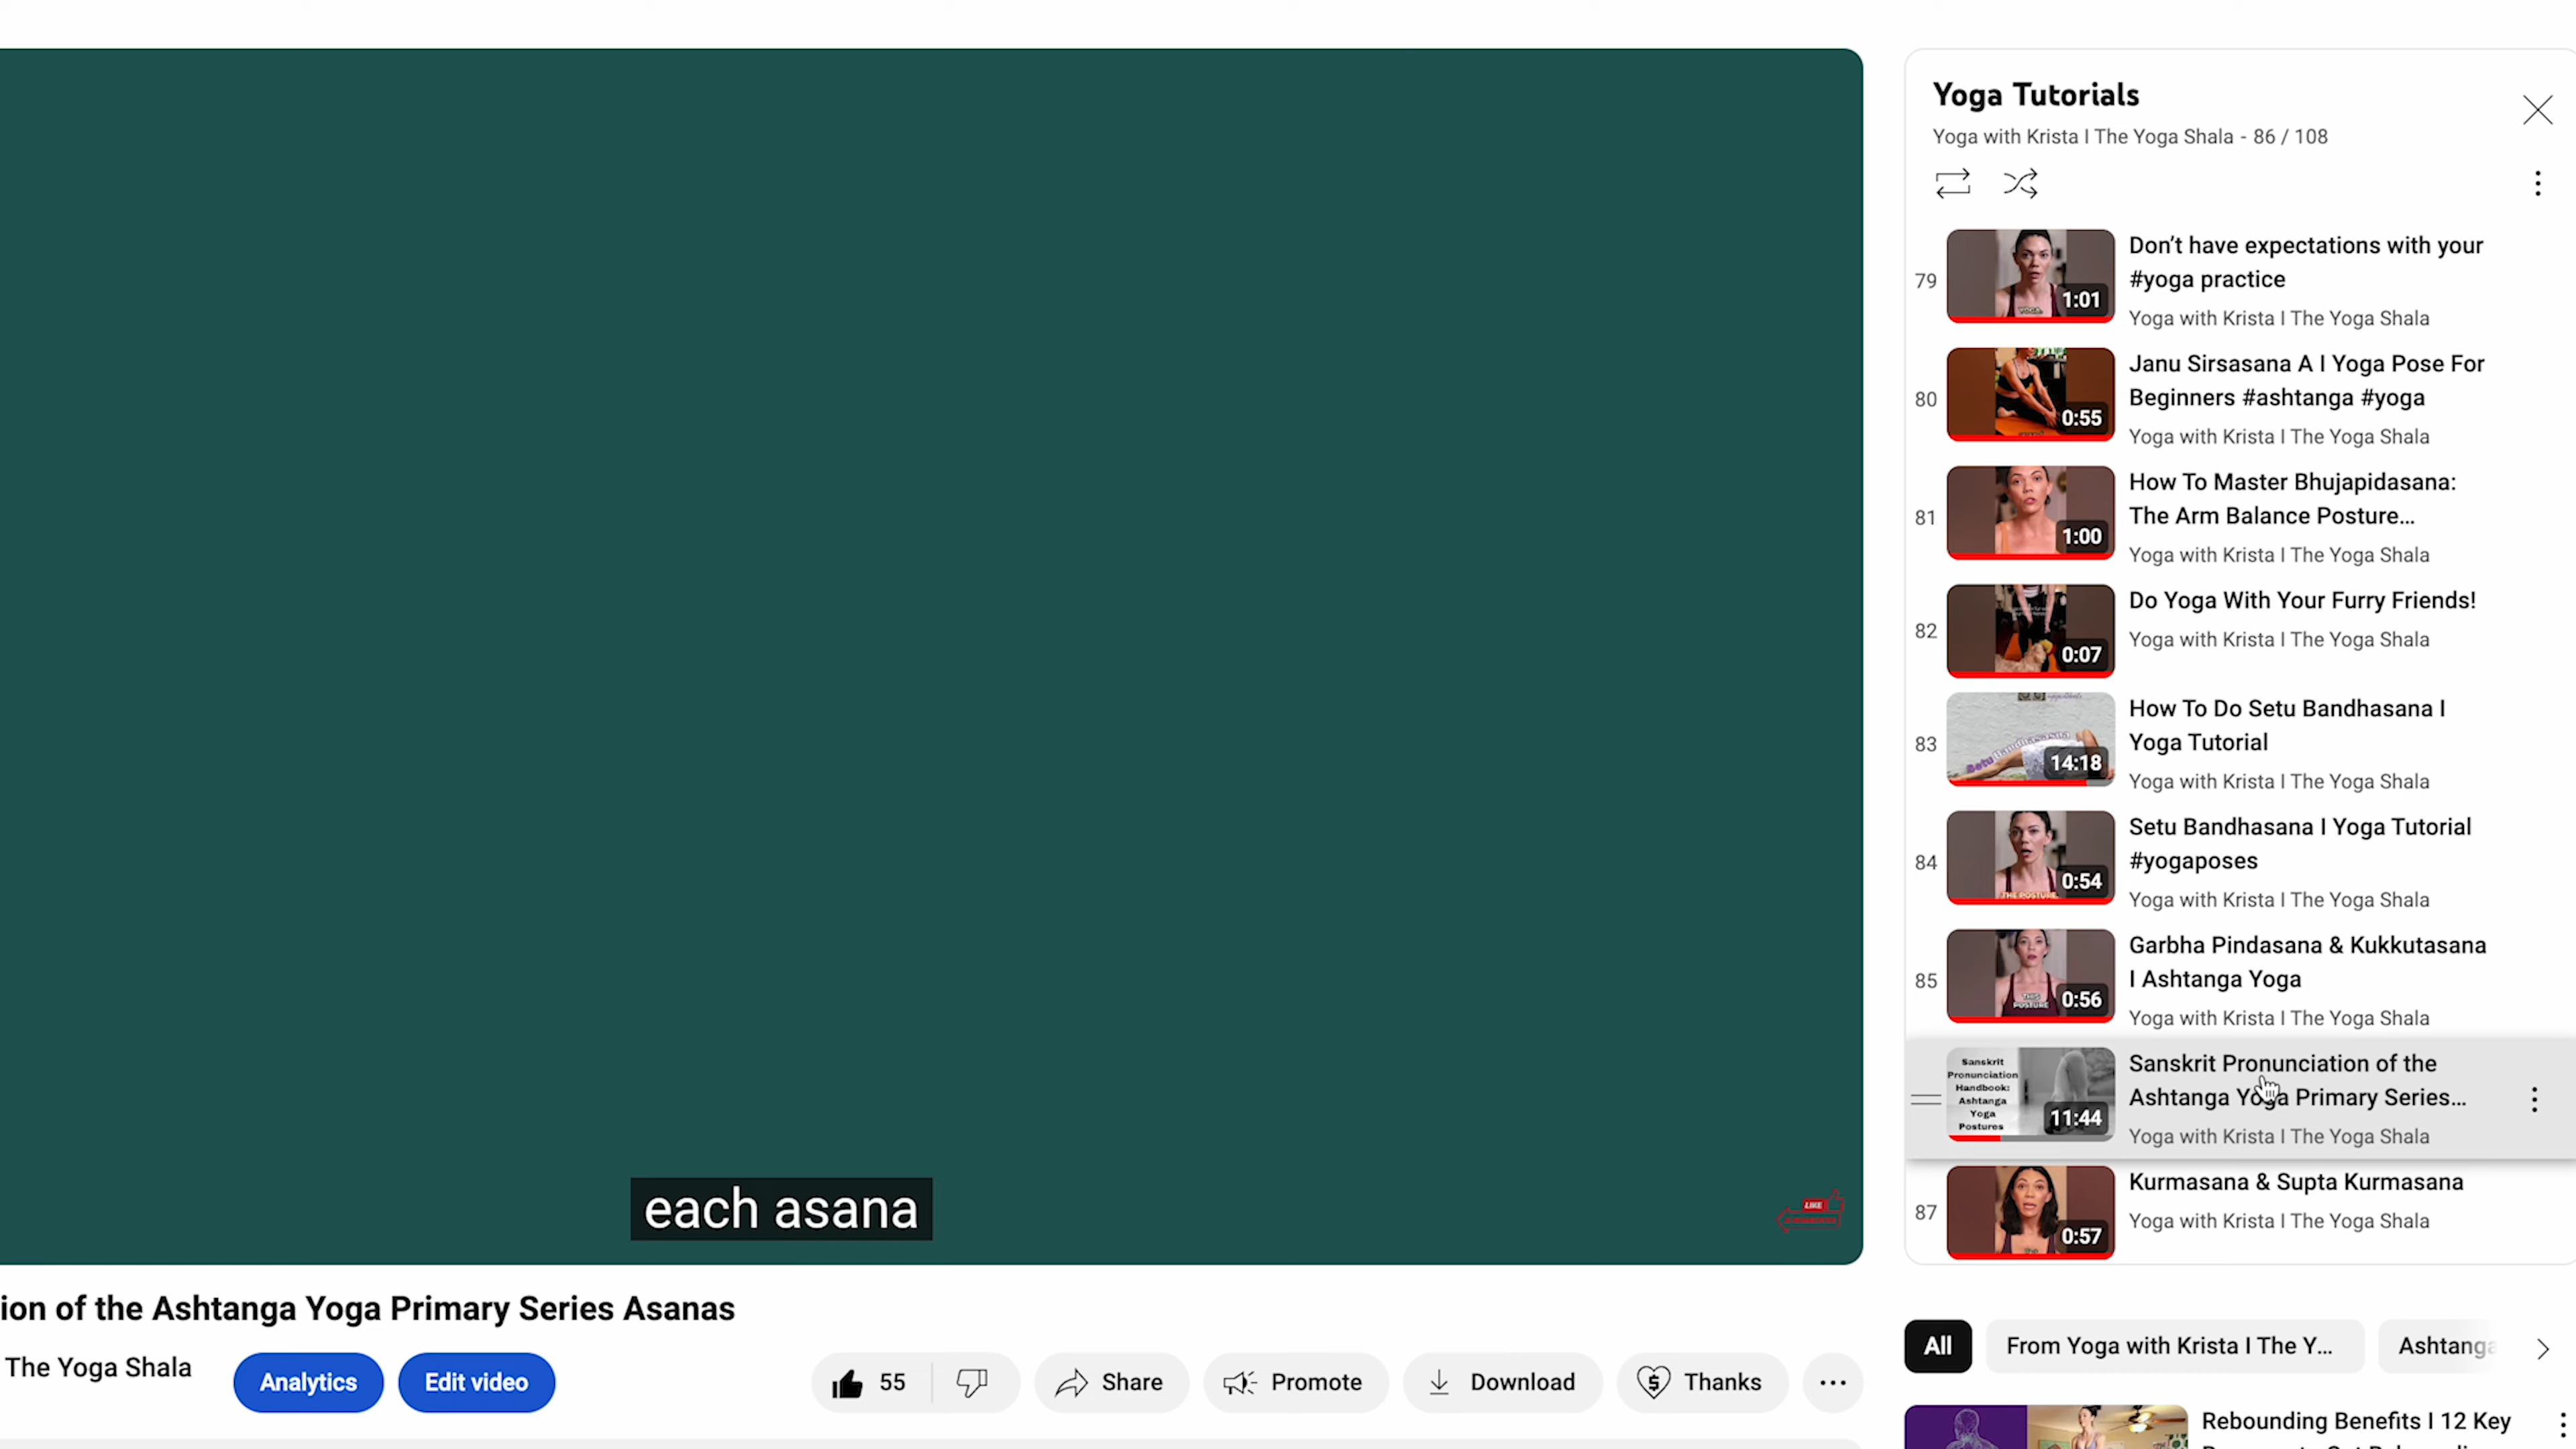 Yoga Tutorials
Yoga with Krista I The Yoga Shala - 86 / 108
79
1:01
Don't have expectations with your
#yoga practice
Yoga with Krista I The Yoga Shala
80
0:55
Janu Sirsasana A I Yoga Pose For
Beginners #ashtanga #yoga
Yoga with Krista I The Yoga Shala
81
1:00
How To Master Bhujapidasana:
The Arm Balance Posture...
Yoga with Krista I The Yoga Shala
82
0:07
Do Yoga With Your Furry Friends!
Yoga with Krista I The Yoga Shala
83
Setu Bandhasana
14:18
How To Do Setu Bandhasana I
Yoga Tutorial
Yoga with Krista I The Yoga Shala
84
THE POSTURE
0:54
Setu Bandhasana I Yoga Tutorial
#yogaposes
Yoga with Krista I The Yoga Shala
85
THIS
POSTURE
0:56
Garbha Pindasana & Kukkutasana
I Ashtanga Yoga
Yoga with Krista I The Yoga Shala
Sanskrit
Pronunciation
Handbook:
Ashtanga
Yoga
Postures
11:44
Sanskrit Pronunciation of the
Ashtanga Yoga Primary Series...
Yoga with Krista I The Yoga Shala
87
0:57
Kurmasana & Supta Kurmasana
Yoga with Krista I The Yoga Shala
each asana
LIKE
ion of the Ashtanga Yoga Primary Series Asanas
The Yoga Shala
Analytics
Edit video
55
Share
Promote
Download
Thanks
All
From Yoga with Krista I The Y...
Ashtanga
Rebounding Benefits I 12 Key